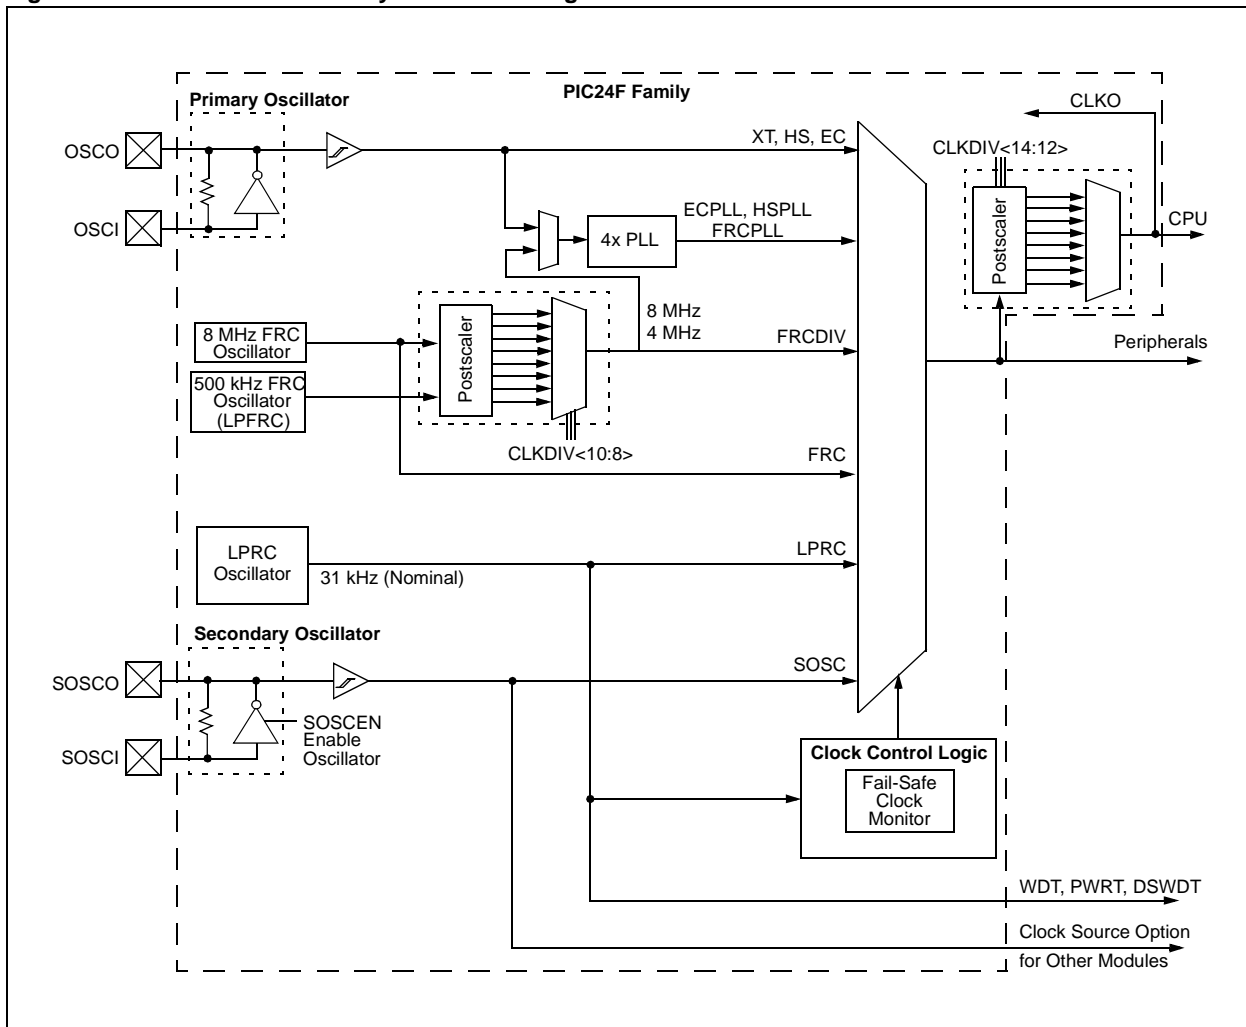 PIC24F Family
Primary Oscillator
CLKO
OSCO
XT, HS, EC
CLKDIV<14:12>
OSCI
ECPLL, HSPLL
FRCPLL
4x PLL
Postscaler
CPU
8 MHz FRC
Oscillator
8 MHz
4 MHz
FRCDIV
Peripherals
500 kHz FRC
Oscillator
(LPFRC)
Postscaler
CLKDIV<10:8>
FRC
LPRC
Oscillator
31 kHz (Nominal)
LPRC
Secondary Oscillator
SOSCO
SOSC
SOSCEN
Enable
Oscillator
SOSCI
Clock Control Logic
Fail-Safe
Clock
Monitor
WDT, PWRT, DSWDT
Clock Source Option
for Other Modules